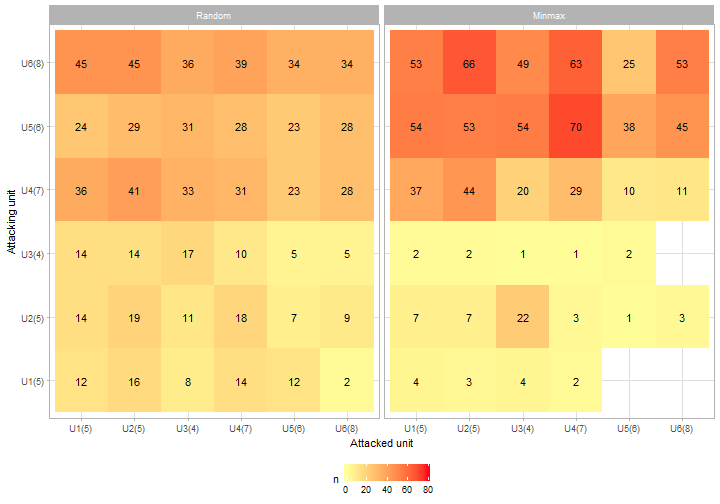 Random Minmax
U6(8) 45 45 36 39 34 34 53 66 49 63 25 53
U5(6) 24 29 31 28 23 28 54 53 54 70 38 45
U4(7) 36 41 33 31 23 28 37 44 20 29 10 11
U3(4) 14 14 17 10 5 5 2 2 1 1 2
U2(5) 14 19 11 18 7 9 7 7 22 3 1 3
U1(5) 12 16 8 14 12 2 4 3 4 2
U1(5) U2(5) U3(4) U4(7) U5(6) U6(8) U1(5) U2(5) U3(4) U4(7) U5(6) U6(8)
Attacking unit
Attacked unit
n
0 20 40 60 80